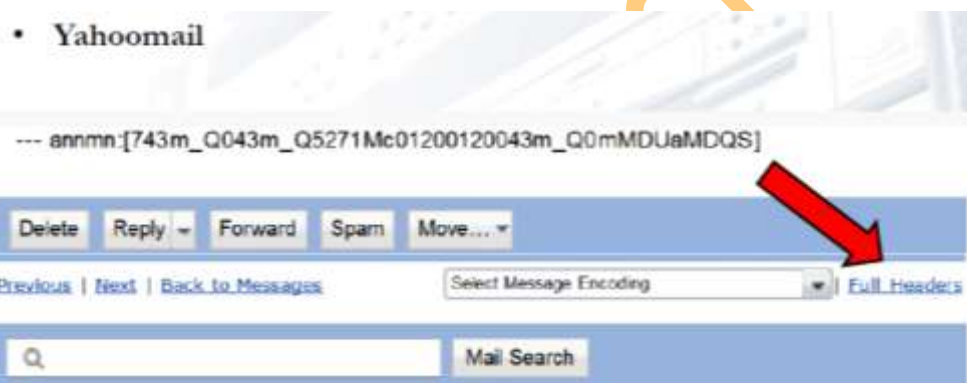 • Yahoomail
--- annmn:[743m_Q043m_Q5271Mc01200120043m_Q0mMDUaMDQS]
Delete Reply Forward Spam Move...
Previous | Next | Back to Messages Select Message Encoding | Full Headers
Mail Search